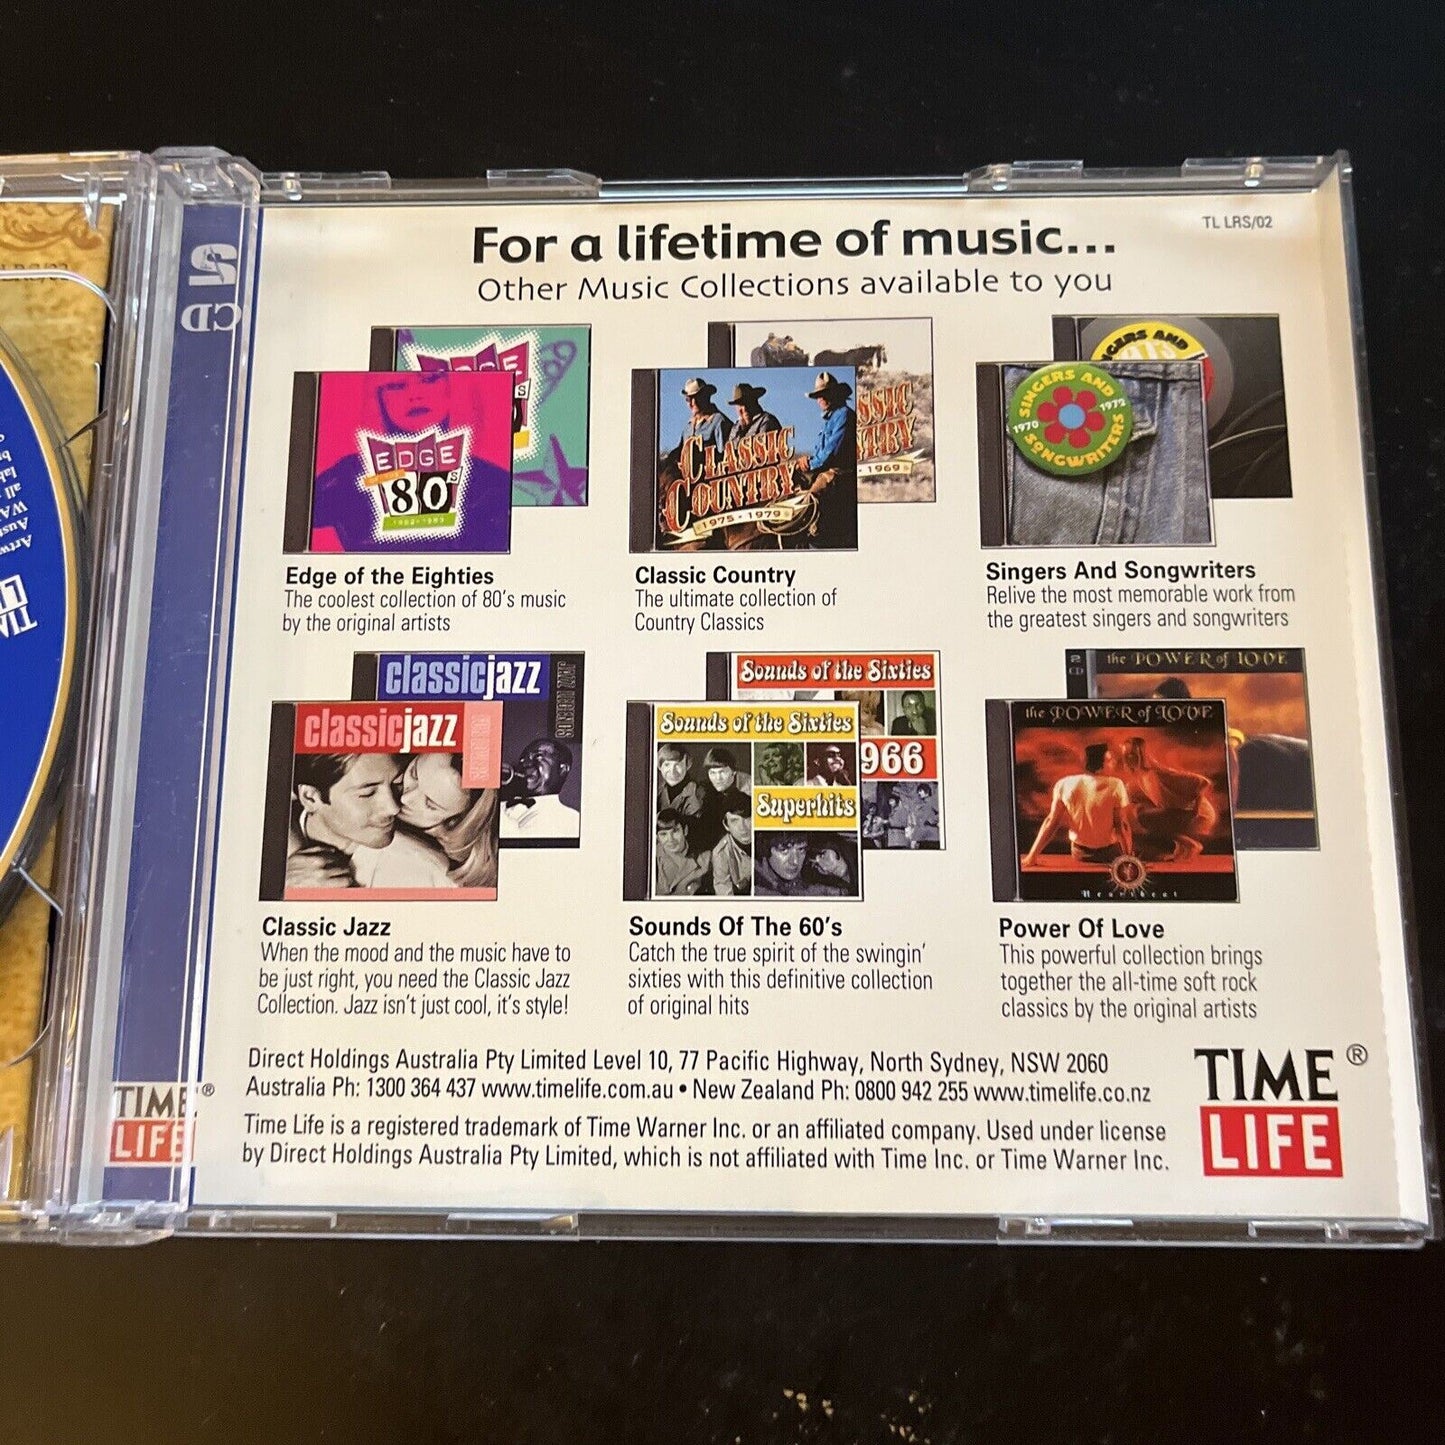 For a lifetime of music...
TL LRS/02
Other Music Collections available to you
EDGE
80s
1982-1983
CLASSIC
COUNTRY
1975 - 1979
1969
SINGERS AND
SONGWRITERS
1970
1972
Edge of the Eighties
The coolest collection of 80's music
by the original artists
Classic Country
The ultimate collection of
Country Classics
Singers And Songwriters
Relive the most memorable work from
the greatest singers and songwriters
classicjazz
classicjazz
Sounds of the Sixties
Sounds of the Sixties
966
Superhits
2
CD
the POWER of LOVE
the POWER of LOVE
Heartbeat
Classic Jazz
When the mood and the music have to
be just right, you need the Classic Jazz
Collection. Jazz isn't just cool, it's style!
Sounds Of The 60's
Catch the true spirit of the swingin'
sixties with this definitive collection
of original hits
Power Of Love
This powerful collection brings
together the all-time soft rock
classics by the original artists
Direct Holdings Australia Pty Limited Level 10, 77 Pacific Highway, North Sydney, NSW 2060
Australia Ph: 1300 364 437 www.timelife.com.au • New Zealand Ph: 0800 942 255 www.timelife.co.nz
Time Life is a registered trademark of Time Warner Inc. or an affiliated company. Used under license
by Direct Holdings Australia Pty Limited, which is not affiliated with Time Inc. or Time Warner Inc.
TIME ®
LIFE
2
CD
TIME ®
LIFE